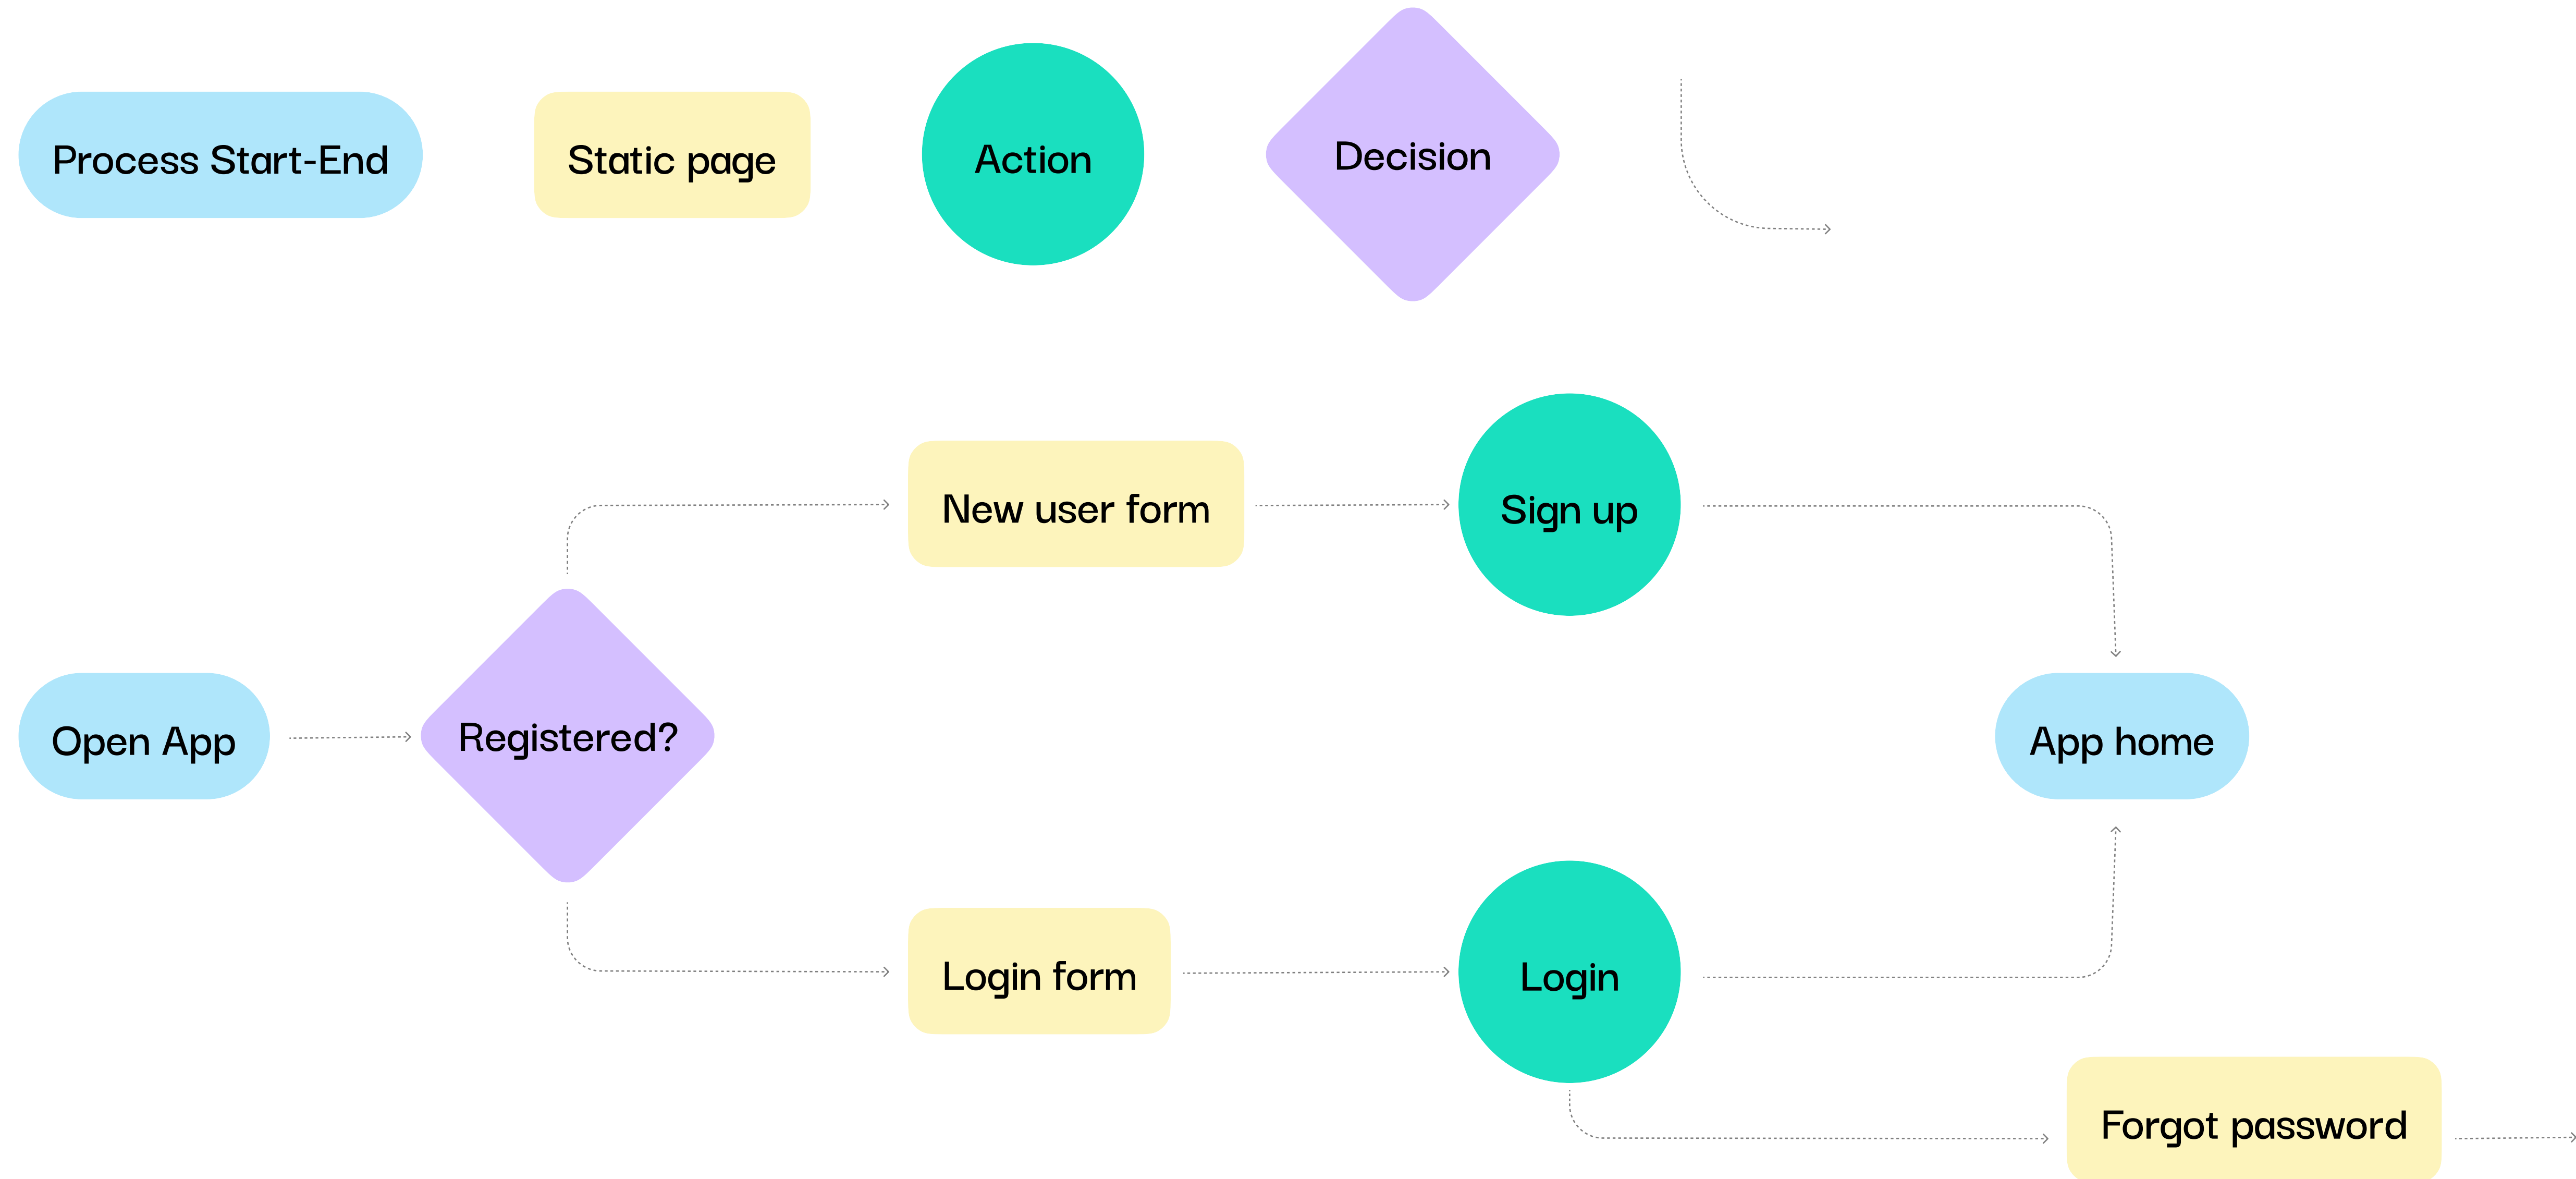 Process Start-End
Static page
Action
Decision
New user form
Sign up
Open App
Registered?
App home
Login form
Login
Forgot password